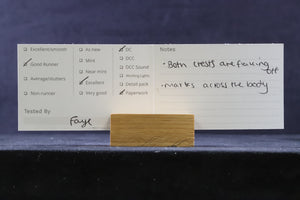 Excellent/smooth
Good Runner
Average/stutters
Non-runner
Tested By
Faye
As new
Mint
Near mint
Excellent
Very good
DC
DCC
DCC Sound
Working Lights
Detail pack
Paperwork
Notes:
· Both crests are flaking off
· marks across the body